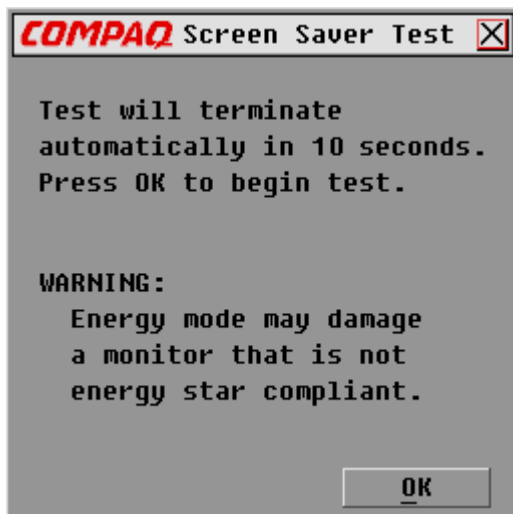 COMPAQ Screen Saver Test
Test will terminate
automatically in 10 seconds.
Press OK to begin test.
WARNING:
Energy mode may damage
a monitor that is not
energy star compliant.
OK